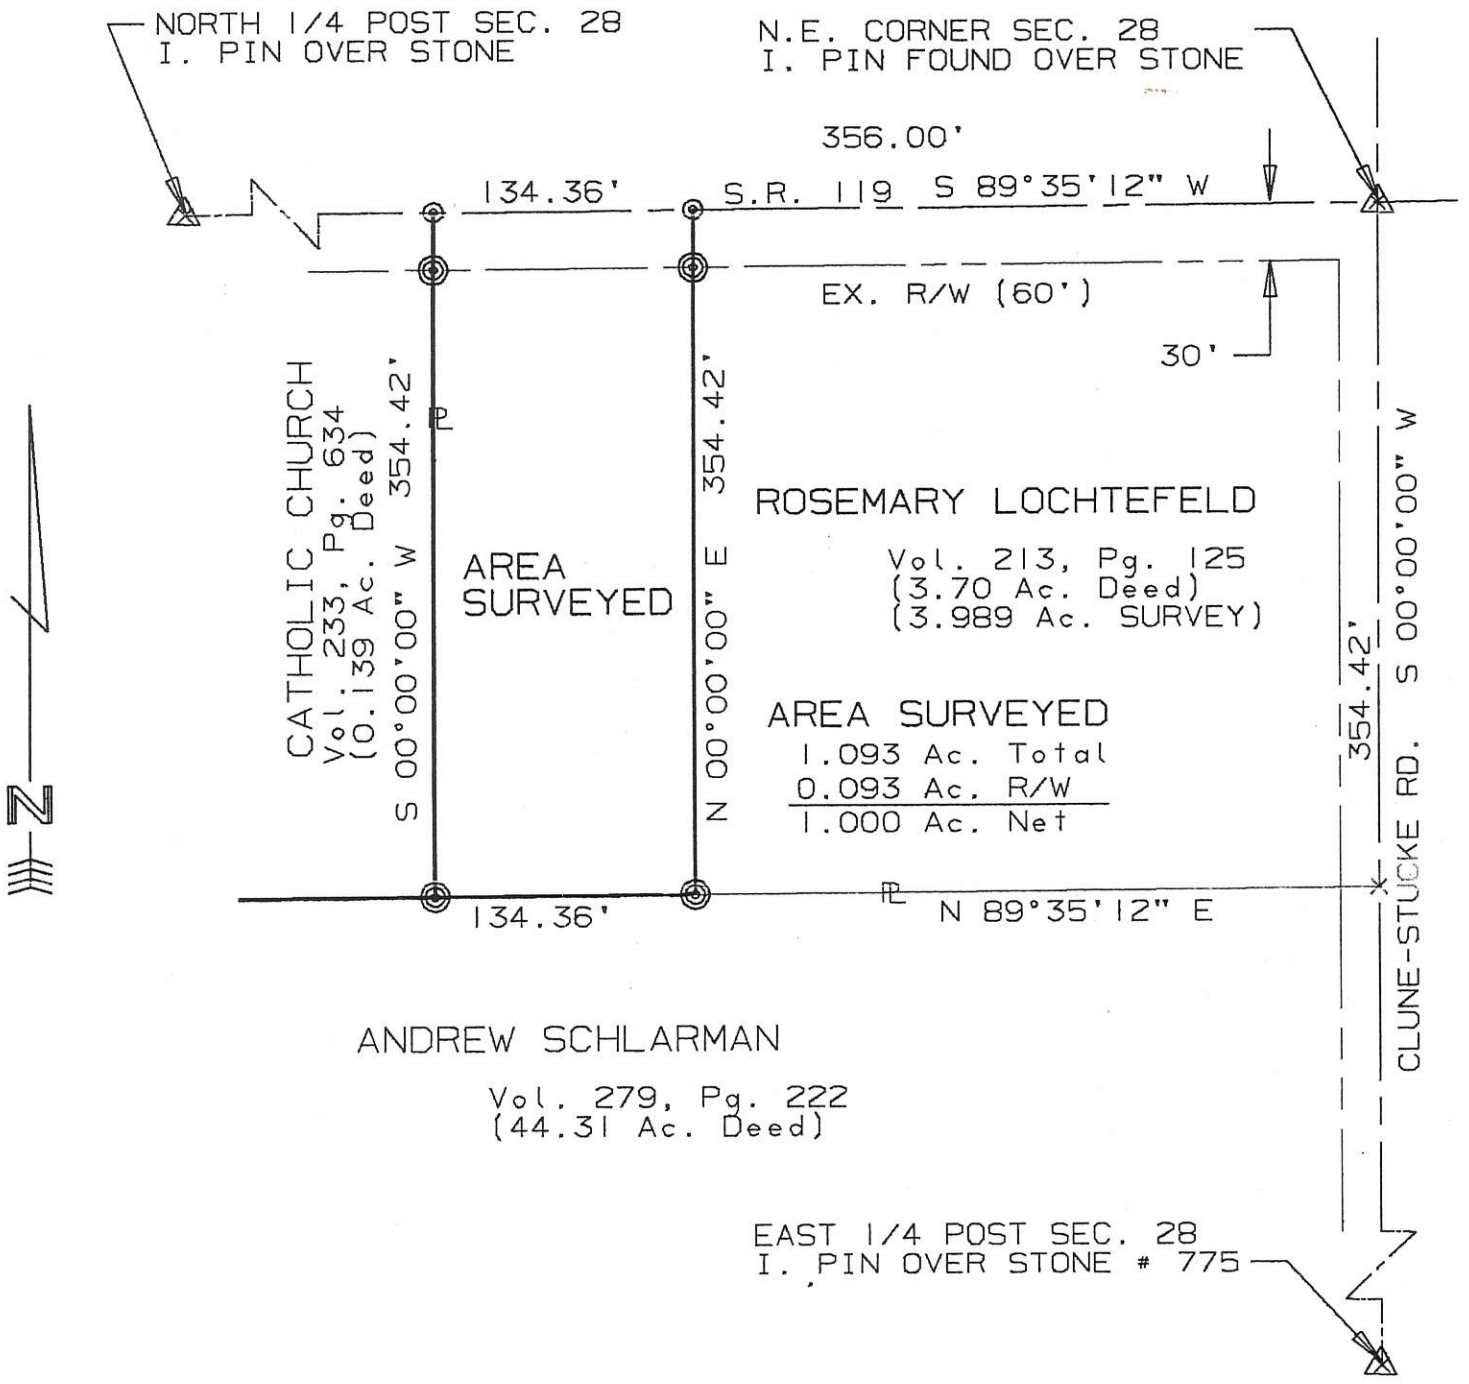 NORTH 1/4 POST SEC. 28
I. PIN OVER STONE
N.E. CORNER SEC. 28
I. PIN FOUND OVER STONE
356.00'
134.36'
S.R. 119 S 89°35'12" W
EX. R/W (60')
30'
CATHOLIC CHURCH
Vol. 233, Pg. 634
(0.139 Ac. Deed)
S 00°00'00" W 354.42'
PL
AREA
SURVEYED
N 00°00'00" E 354.42'
ROSEMARY LOCHTEFELD
Vol. 213, Pg. 125
(3.70 Ac. Deed)
(3.989 Ac. SURVEY)
AREA SURVEYED
1.093 Ac. Total
0.093 Ac. R/W
1.000 Ac. Net
354.42'
CLUNE-STUCKE RD. S 00°00'00" W
N
134.36'
PL
N 89°35'12" E
ANDREW SCHLARMAN
Vol. 279, Pg. 222
(44.31 Ac. Deed)
EAST 1/4 POST SEC. 28
I. PIN OVER STONE # 775